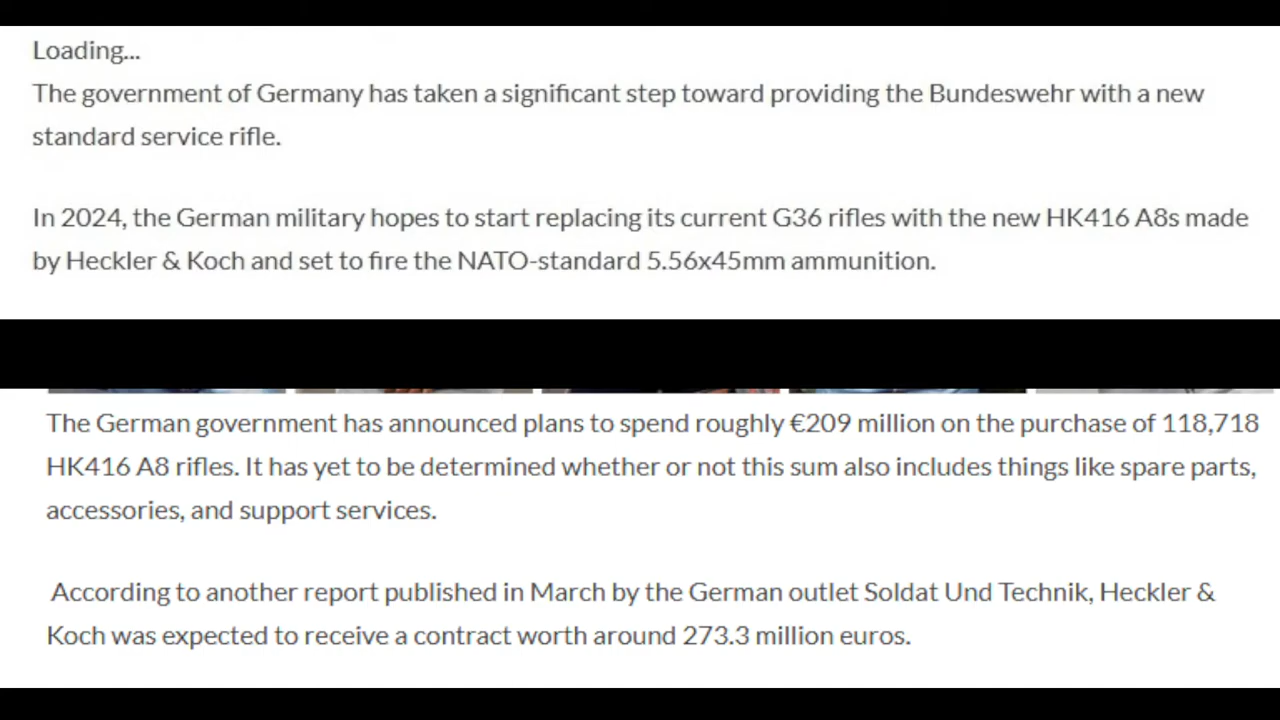 Loading...
The government of Germany has taken a significant step toward providing the Bundeswehr with a new
standard service rifle.
In 2024, the German military hopes to start replacing its current G36 rifles with the new HK416 A8s made
by Heckler & Koch and set to fire the NATO-standard 5.56x45mm ammunition.
The German government has announced plans to spend roughly €209 million on the purchase of 118,718
HK416 A8 rifles. It has yet to be determined whether or not this sum also includes things like spare parts,
accessories, and support services.
According to another report published in March by the German outlet Soldat Und Technik, Heckler &
Koch was expected to receive a contract worth around 273.3 million euros.